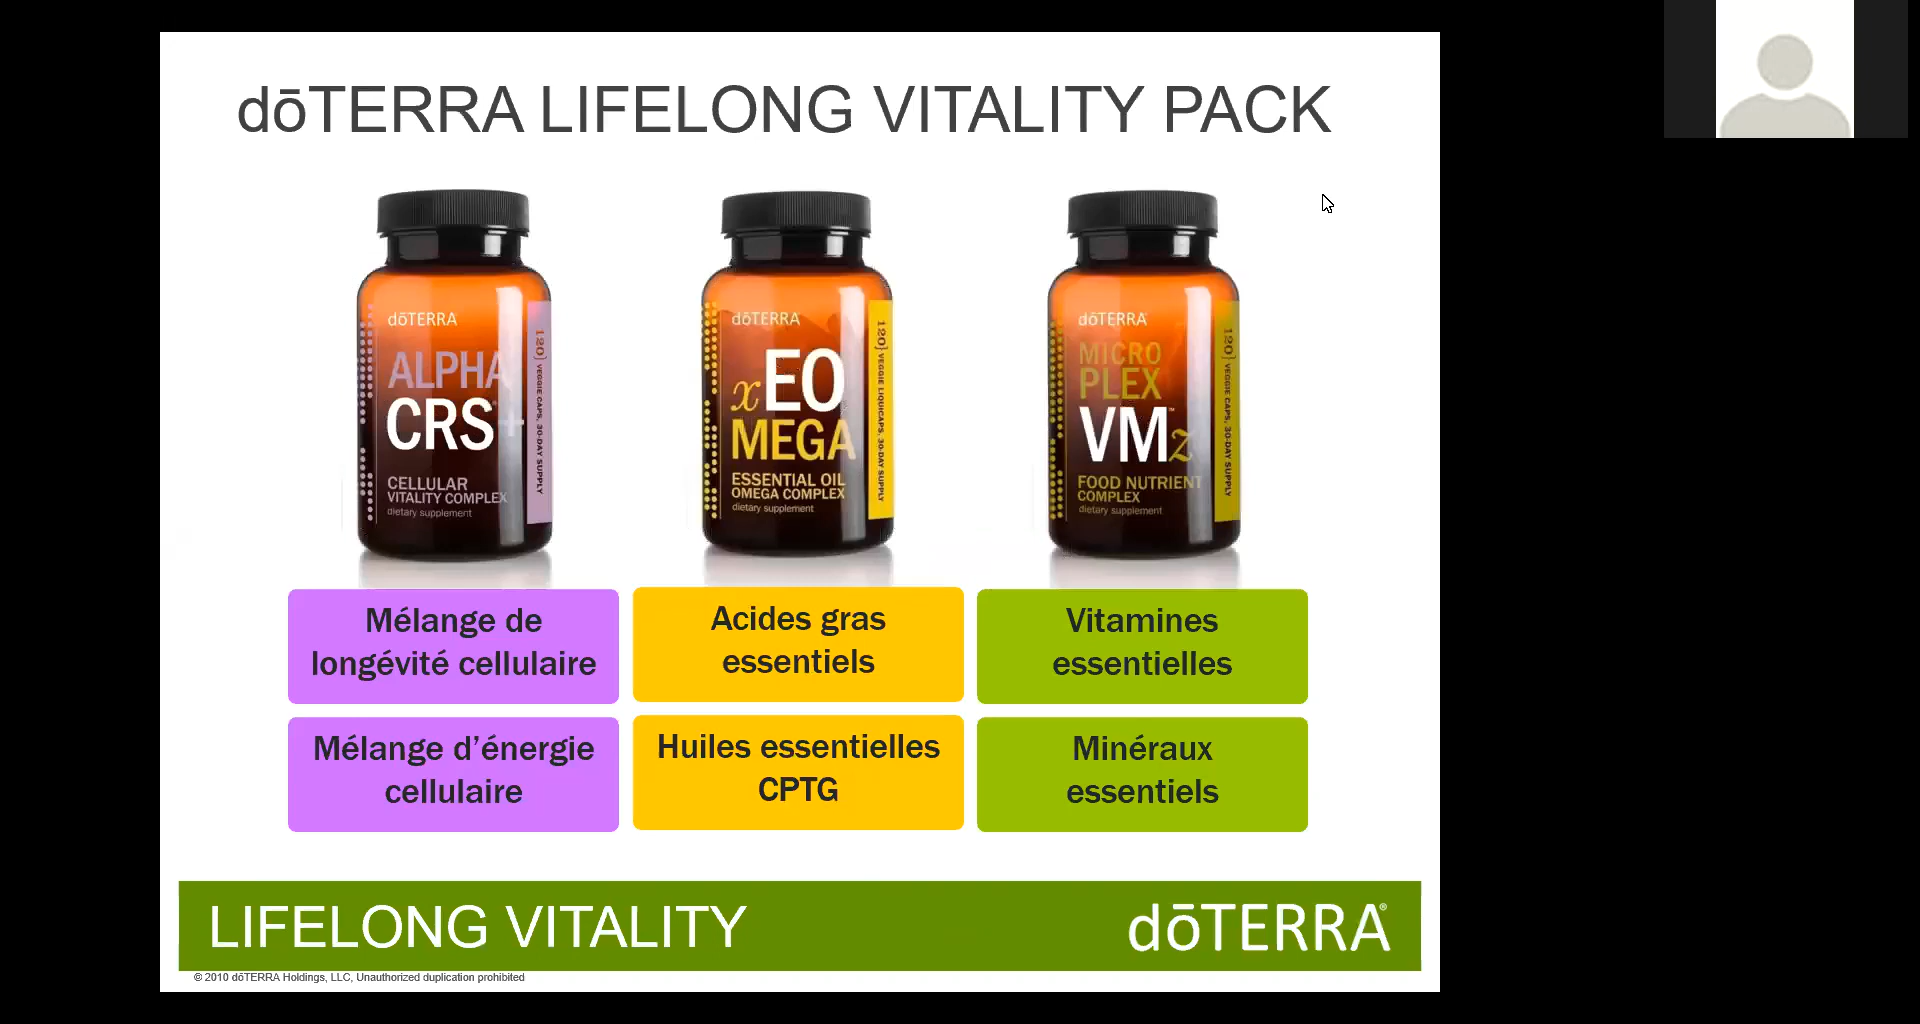 dōTERRA LIFELONG VITALITY PACK
dōTERRA
ALPHA
CRS+
CELLULAR
VITALITY COMPLEX
dietary supplement
120} VEGGIE CAPS, 30-DAY SUPPLY
dōTERRA
xEO
MEGA
ESSENTIAL OIL
OMEGA COMPLEX
dietary supplement
120} VEGGIE LIQUICAPS, 30-DAY SUPPLY
dōTERRA
MICRO
PLEX
VMz™
FOOD NUTRIENT
COMPLEX
dietary supplement
120} VEGGIE CAPS, 30-DAY SUPPLY
Mélange de
longévité cellulaire
Acides gras
essentiels
Vitamines
essentielles
Mélange d’énergie
cellulaire
Huiles essentielles
CPTG
Minéraux
essentiels
LIFELONG VITALITY
dōTERRA®
© 2010 dōTERRA Holdings, LLC, Unauthorized duplication prohibited